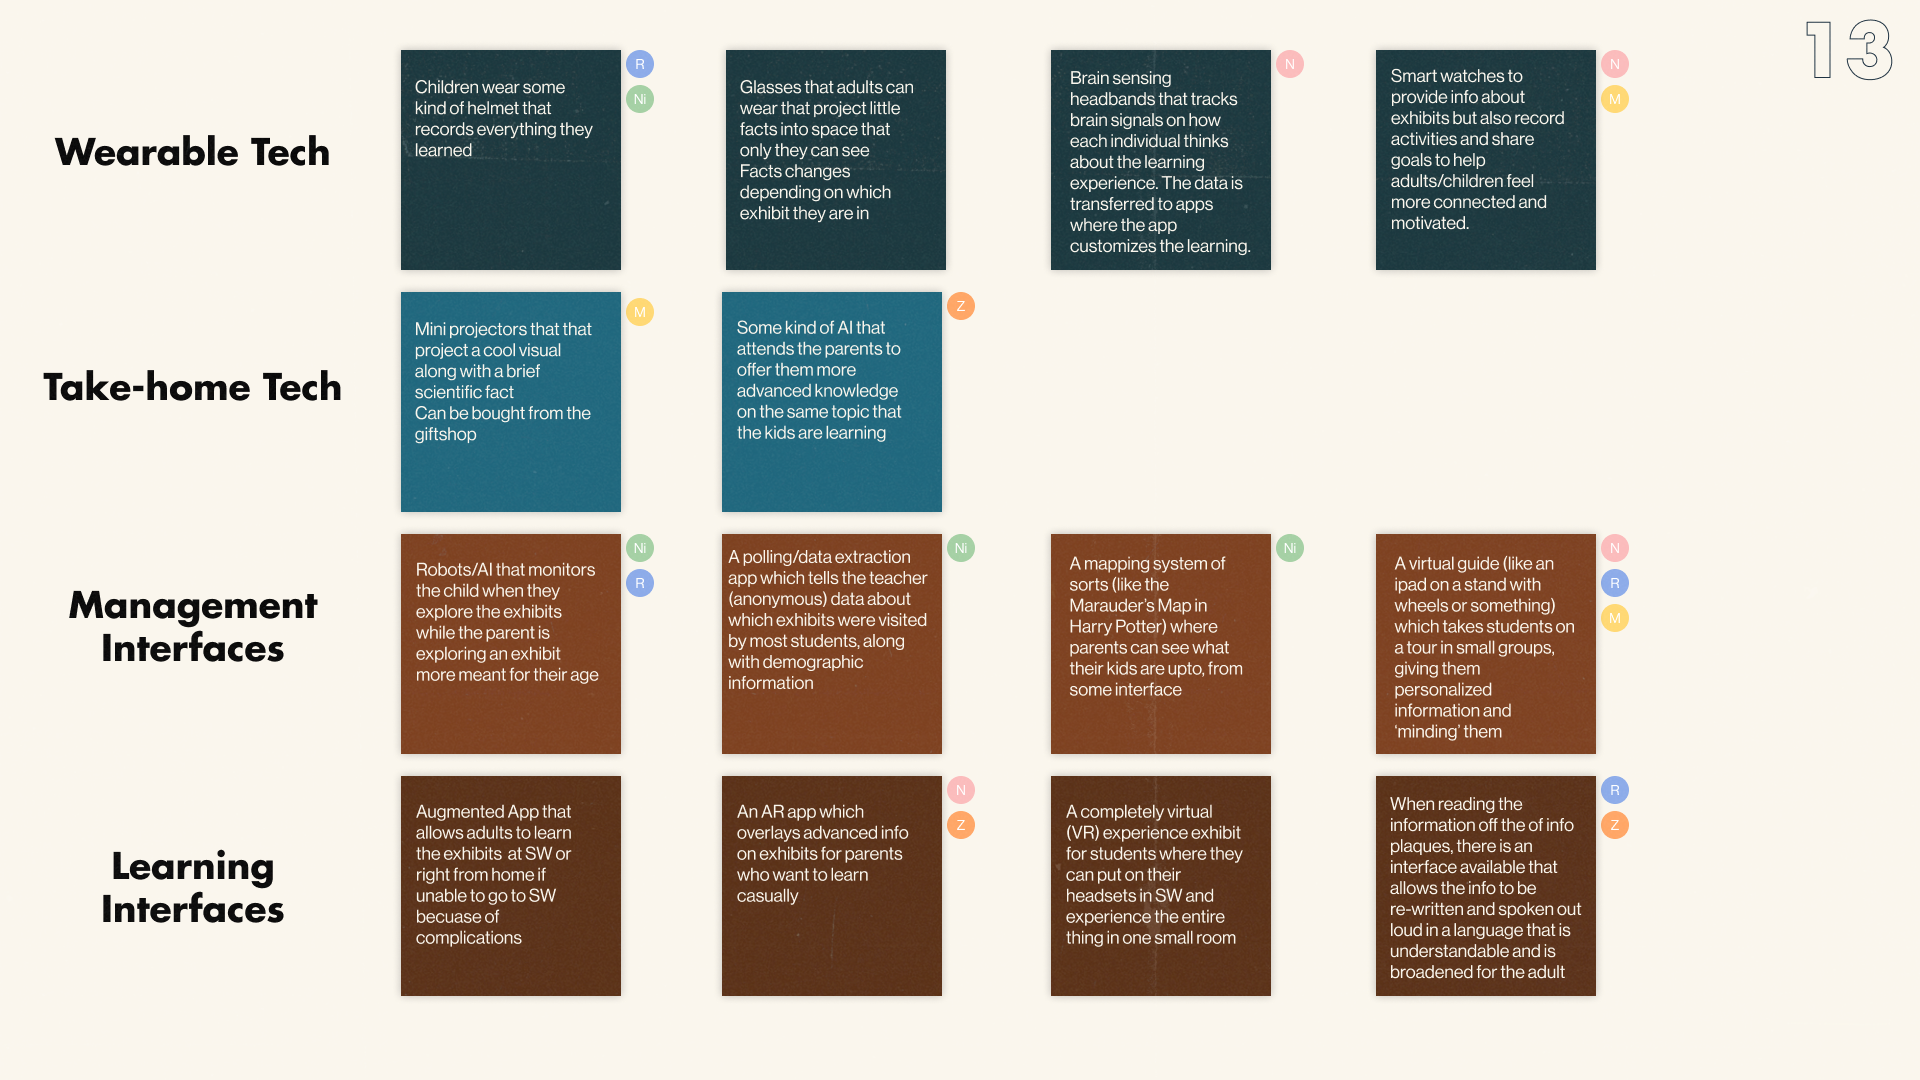 13
Wearable Tech
Children wear some
kind of helmet that
records everything they
learned
R
Ni
Glasses that adults can
wear that project little
facts into space that
only they can see
Facts changes
depending on which
exhibit they are in
Brain sensing
headbands that tracks
brain signals on how
each individual thinks
about the learning
experience. The data is
transferred to apps
where the app
customizes the learning.
N
Smart watches to
provide info about
exhibits but also record
activities and share
goals to help
adults/children feel
more connected and
motivated.
N
M
Take-home Tech
Mini projectors that that
project a cool visual
along with a brief
scientific fact
Can be bought from the
giftshop
M
Some kind of AI that
attends the parents to
offer them more
advanced knowledge
on the same topic that
the kids are learning
Z
Management
Interfaces
Robots/AI that monitors
the child when they
explore the exhibits
while the parent is
exploring an exhibit
more meant for their age
Ni
R
A polling/data extraction
app which tells the teacher
(anonymous) data about
which exhibits were visited
by most students, along
with demographic
information
Ni
A mapping system of
sorts (like the
Marauder's Map in
Harry Potter) where
parents can see what
their kids are upto, from
some interface
Ni
A virtual guide (like an
ipad on a stand with
wheels or something)
which takes students on
a tour in small groups,
giving them
personalized
information and
'minding' them
N
R
M
Learning
Interfaces
Augmented App that
allows adults to learn
the exhibits at SW or
right from home if
unable to go to SW
becuase of
complications
An AR app which
overlays advanced info
on exhibits for parents
who want to learn
casually
N
Z
A completely virtual
(VR) experience exhibit
for students where they
can put on their
headsets in SW and
experience the entire
thing in one small room
When reading the
information off the of info
plaques, there is an
interface available that
allows the info to be
re-written and spoken out
loud in a language that is
understandable and is
broadened for the adult
R
Z